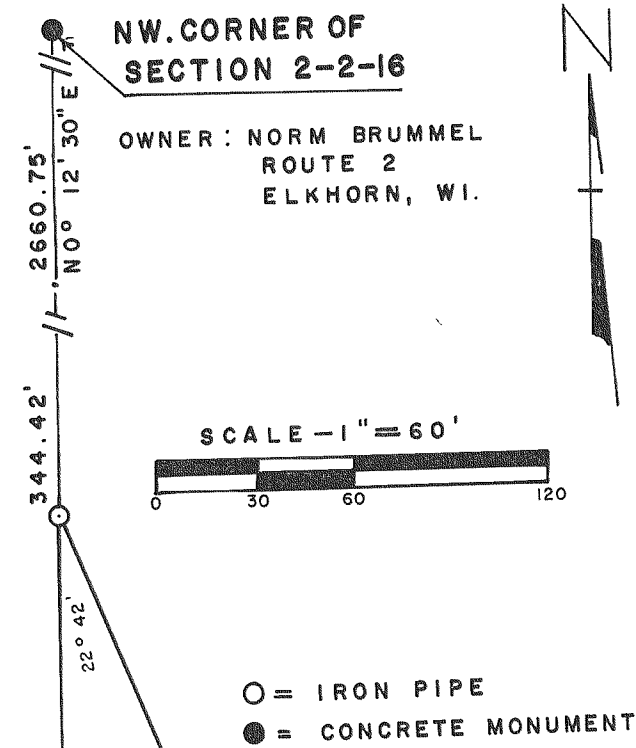 NW. CORNER OF
SECTION 2-2-16
N
OWNER: NORM BRUMMEL
ROUTE 2
ELKHORN, WI.
2660.75'
N0° 12' 30" E
344.42'
SCALE - 1" = 60'
0 30 60 120
22° 42'
O = IRON PIPE
● = CONCRETE MONUMENT